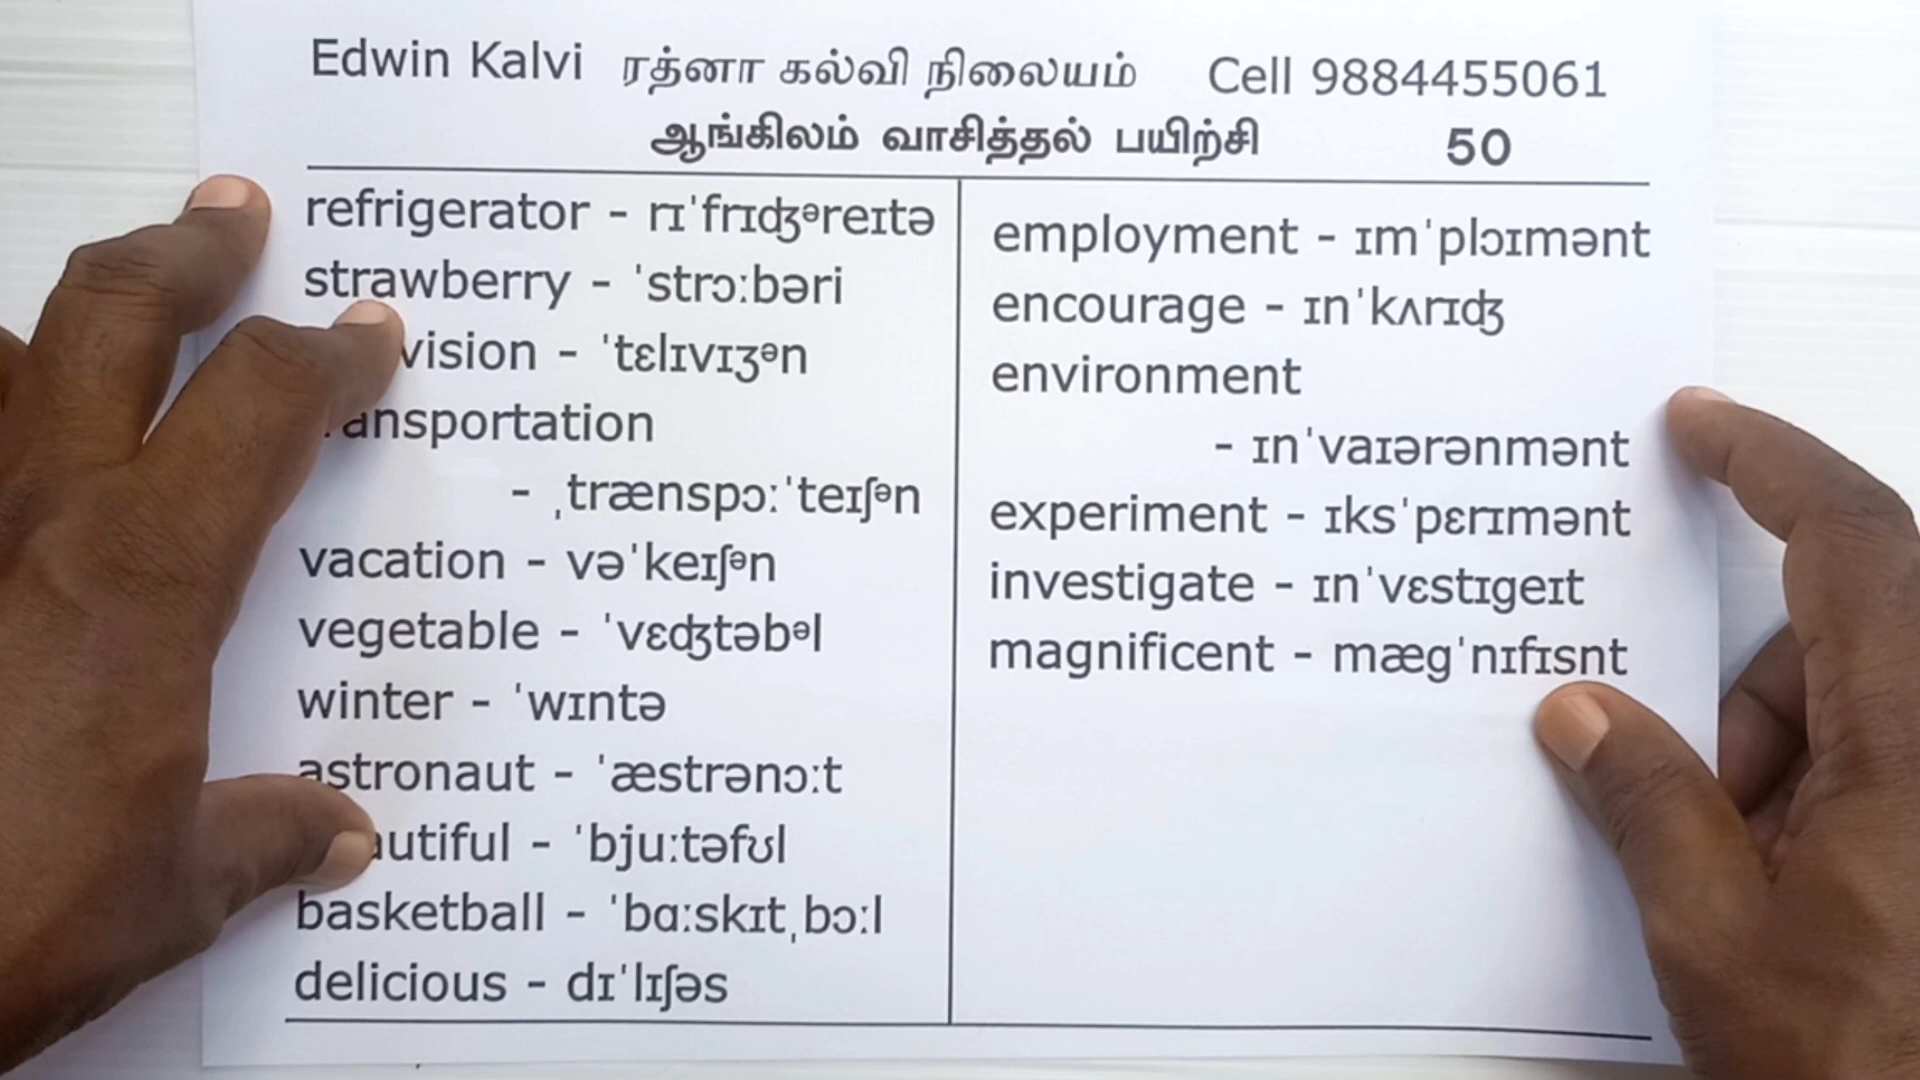 Edwin Kalvi ரத்னா கல்வி நிலையம் Cell 9884455061
ஆங்கிலம் வாசித்தல் பயிற்சி 50
refrigerator - rɪˈfrɪʤᵊreɪtə
strawberry - ˈstrɔːbəri
vision - ˈtɛlɪvɪʒᵊn
ansportation
- ˌtrænspɔːˈteɪʃᵊn
vacation - vəˈkeɪʃᵊn
vegetable - ˈvɛʤtəbᵊl
winter - ˈwɪntə
astronaut - ˈæstrənɔːt
autiful - ˈbjuːtəfʊl
basketball - ˈbɑːskɪtˌbɔːl
delicious - dɪˈlɪʃəs
employment - ɪmˈplɔɪmənt
encourage - ɪnˈkʌrɪʤ
environment
- ɪnˈvaɪərənmənt
experiment - ɪksˈpɛrɪmənt
investigate - ɪnˈvɛstɪgeɪt
magnificent - mægˈnɪfɪsnt